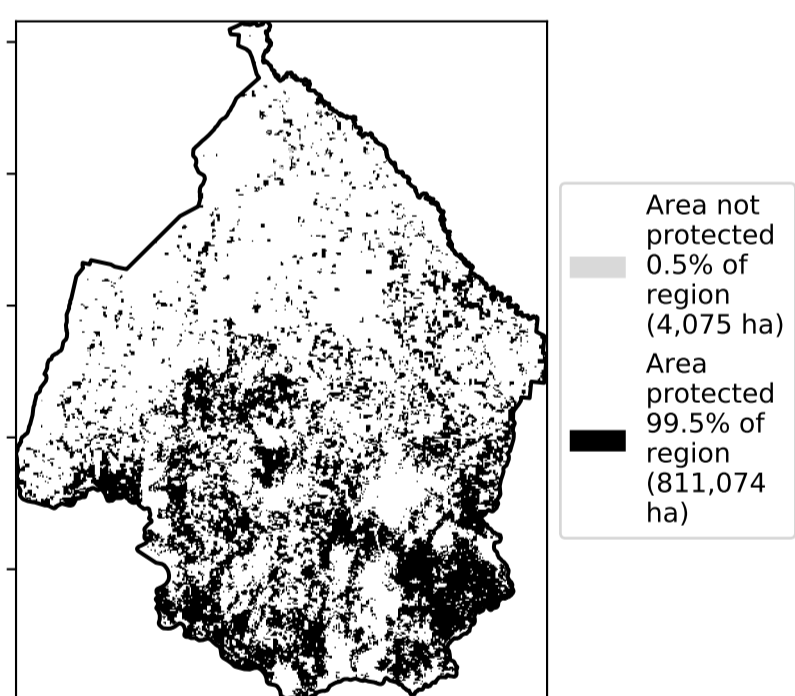 Area not
protected
0.5% of
region
(4,075 ha)
Area
protected
99.5% of
region
(811,074
ha)